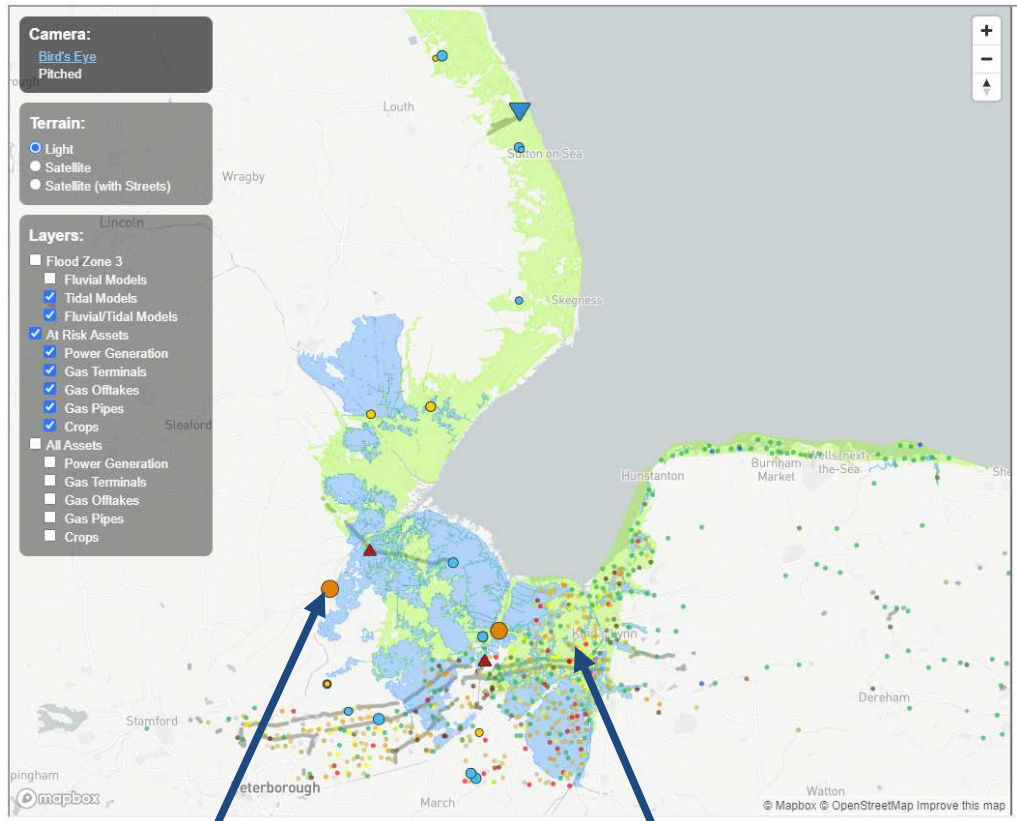 Camera:
Bird's Eye
Pitched
Terrain:
Light
Satellite
Satellite (with Streets)
Layers:
Flood Zone 3
Fluvial Models
Tidal Models
Fluvial/Tidal Models
At Risk Assets
Power Generation
Gas Terminals
Gas Offtakes
Gas Pipes
Crops
All Assets
Power Generation
Gas Terminals
Gas Offtakes
Gas Pipes
Crops
Louth
Sutton on Sea
Wragby
Lincoln
Skegness
Sleaford
Hunstanton
Burnham
Market
Wells-next-
the-Sea
King's Lynn
Dereham
Stamford
Peterborough
March
Watton
mapbox
© Mapbox © OpenStreetMap Improve this map